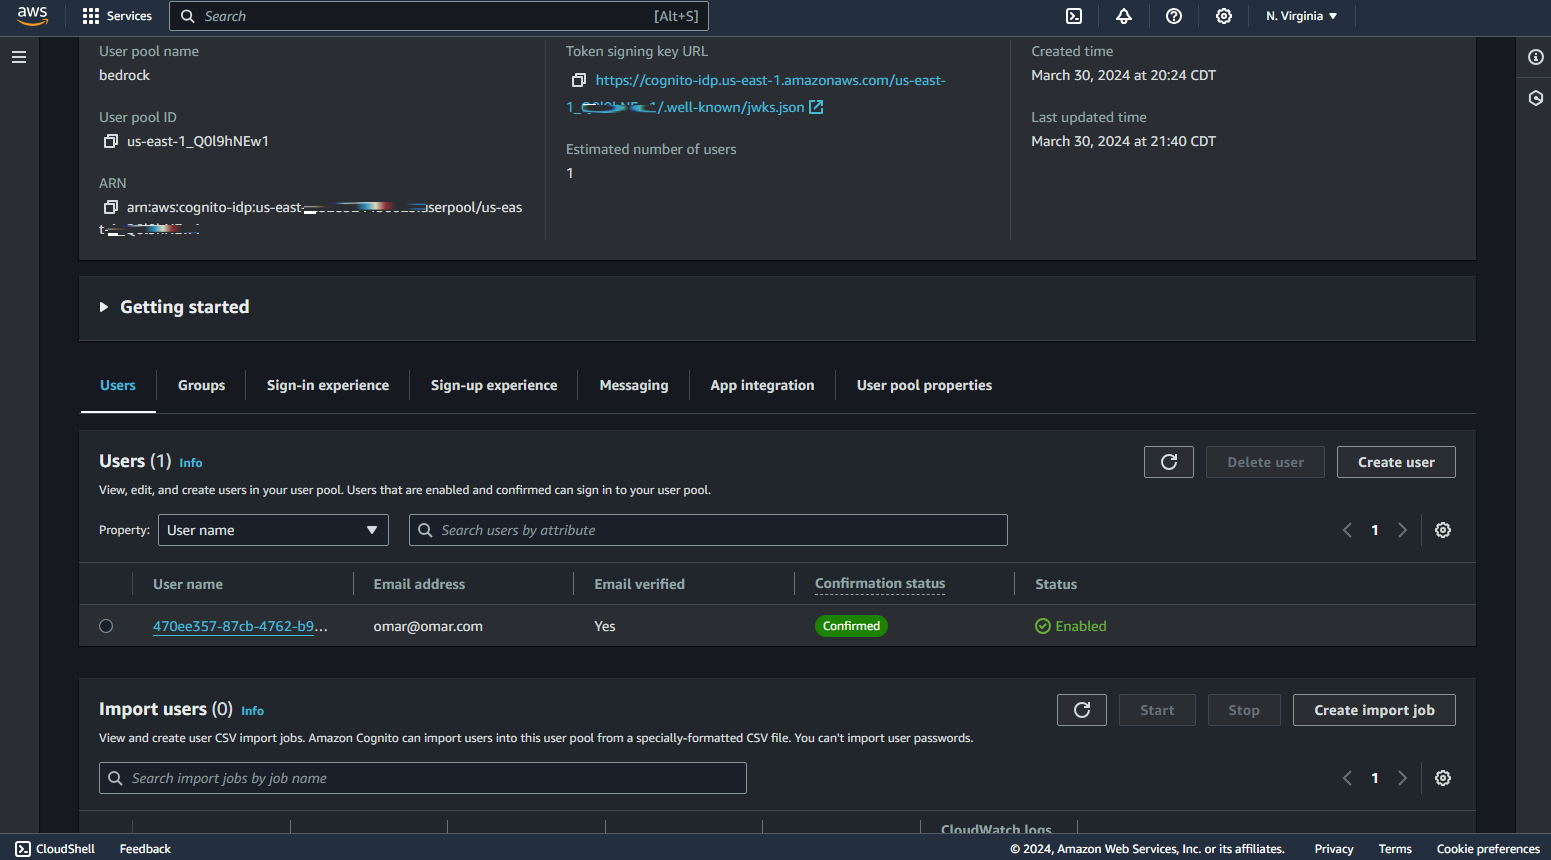 aws
Services
Search
[Alt+S]
N. Virginia
User pool name
bedrock
User pool ID
us-east-1_Q0l9hNEw1
ARN
arn:aws:cognito-idp:us-east-
userpool/us-eas
t-
Token signing key URL
https://cognito-idp.us-east-1.amazonaws.com/us-east-
1_
/.well-known/jwks.json
Estimated number of users
1
Created time
March 30, 2024 at 20:24 CDT
Last updated time
March 30, 2024 at 21:40 CDT
Getting started
Users
Groups
Sign-in experience
Sign-up experience
Messaging
App integration
User pool properties
Users (1) Info
Delete user
Create user
View, edit, and create users in your user pool. Users that are enabled and confirmed can sign in to your user pool.
Property:
User name
Search users by attribute
1
User name
Email address
Email verified
Confirmation status
Status
470ee357-87cb-4762-b9...
omar@omar.com
Yes
Confirmed
Enabled
Import users (0) Info
Start
Stop
Create import job
View and create user CSV import jobs. Amazon Cognito can import users into this user pool from a specially-formatted CSV file. You can't import user passwords.
Search import jobs by job name
1
CloudWatch logs
CloudShell
Feedback
© 2024, Amazon Web Services, Inc. or its affiliates.
Privacy
Terms
Cookie preferences